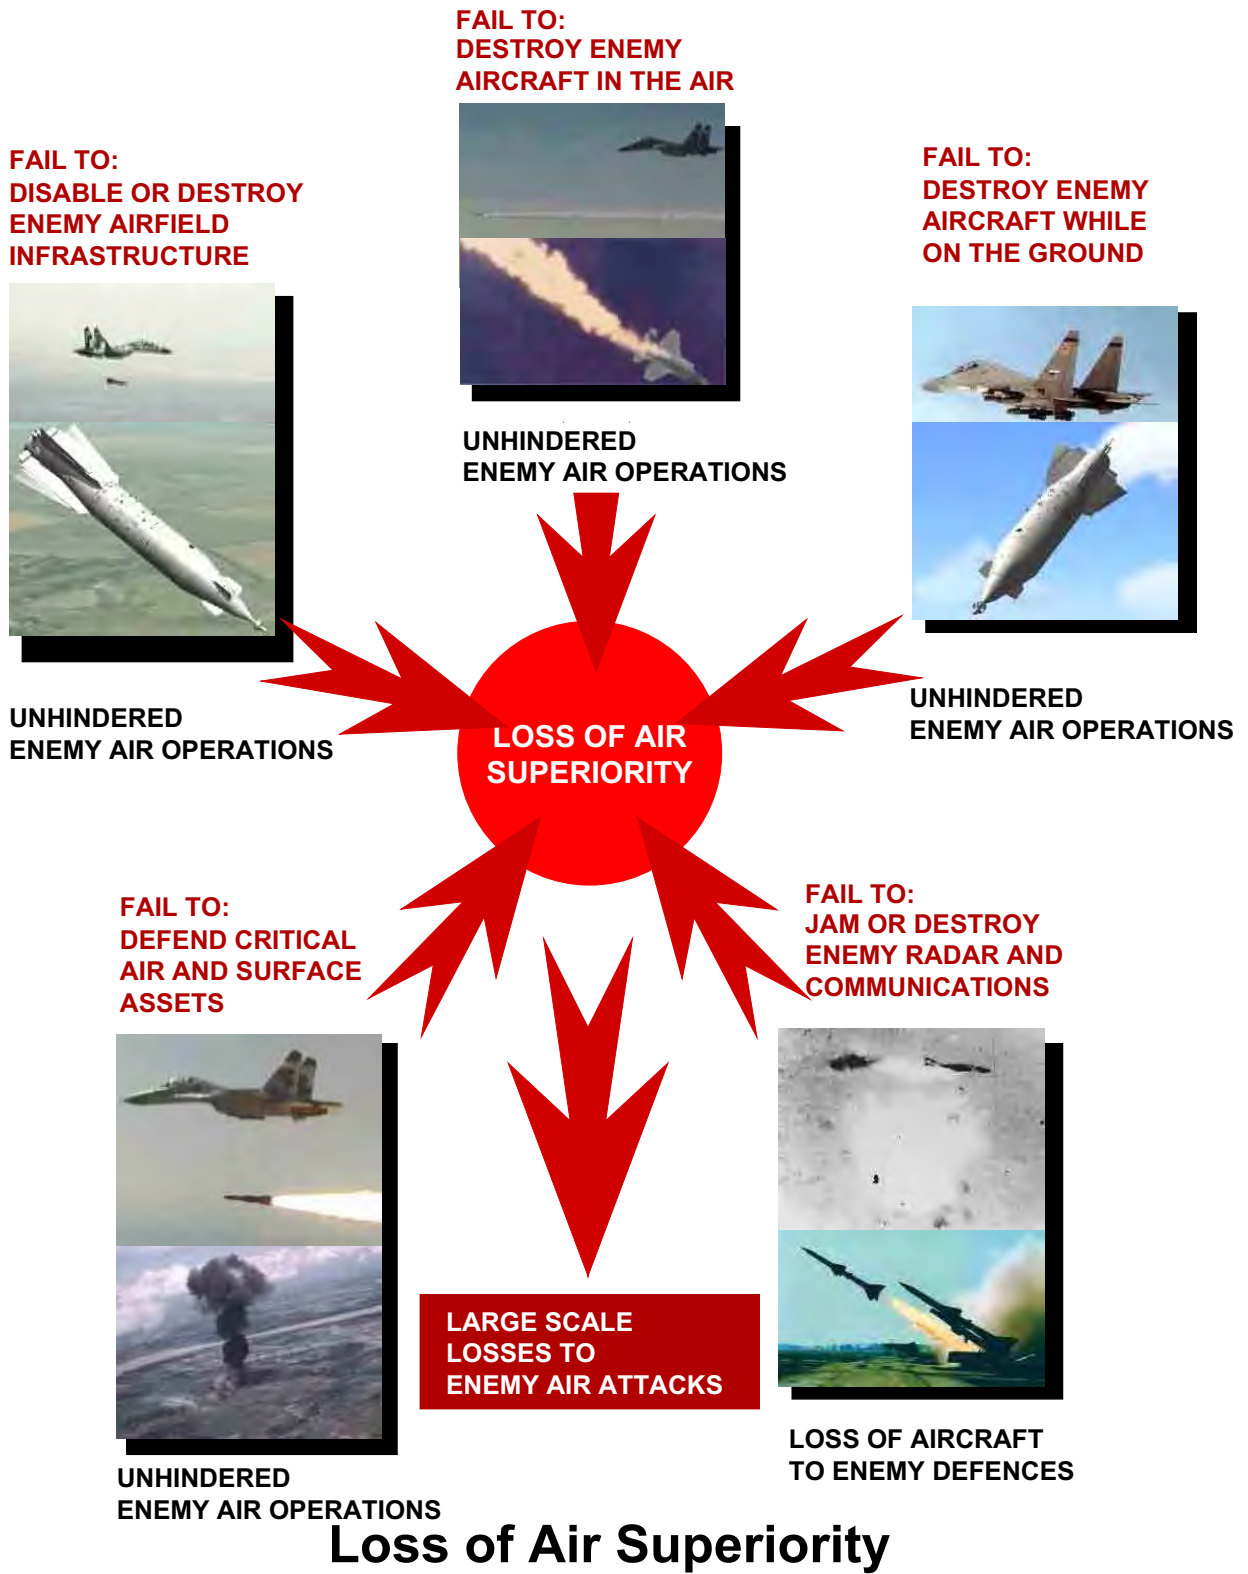 FAIL TO:
DESTROY ENEMY
AIRCRAFT IN THE AIR
FAIL TO:
DISABLE OR DESTROY
ENEMY AIRFIELD
INFRASTRUCTURE
FAIL TO:
DESTROY ENEMY
AIRCRAFT WHILE
ON THE GROUND
UNHINDERED
ENEMY AIR OPERATIONS
UNHINDERED
ENEMY AIR OPERATIONS
UNHINDERED
ENEMY AIR OPERATIONS
LOSS OF AIR
SUPERIORITY
FAIL TO:
DEFEND CRITICAL
AIR AND SURFACE
ASSETS
FAIL TO:
JAM OR DESTROY
ENEMY RADAR AND
COMMUNICATIONS
LARGE SCALE
LOSSES TO
ENEMY AIR ATTACKS
UNHINDERED
ENEMY AIR OPERATIONS
LOSS OF AIRCRAFT
TO ENEMY DEFENCES
Loss of Air Superiority